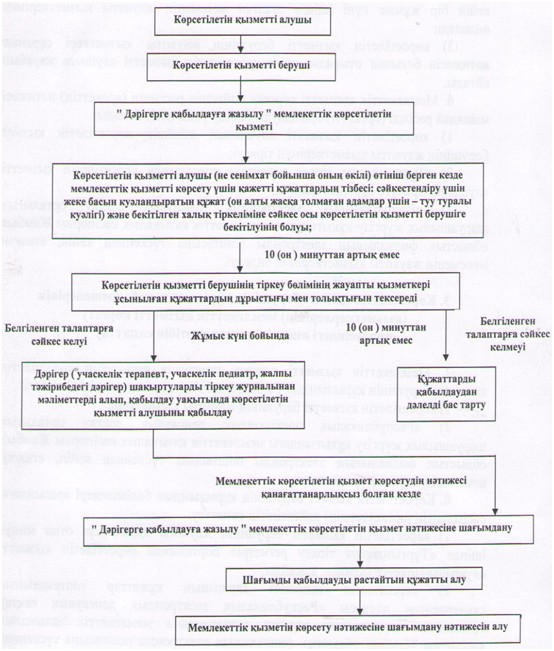 Көрсетілетін қызметті алушы
Көрсетілетін қызметті беруші
" Дәрігерге қабылдауға жазылу " мемлекеттік көрсетілетін
қызметі
Көрсетілетін қызметті алушы (не сенімхат бойынша оның өкілі) өтініш берген кезде
мемлекеттік қызметті көрсету үшін қажетті құжаттардың тізбесі: сәйкестендіру үшін
жеке басын куәландыратын құжат (он алты жасқа толмаған адамдар үшін – туу туралы
куәлігі) және бекітілген халық тіркеліміне сәйкес осы көрсетілетін қызметті берушіге
бекітілуінің болуы;
10 (он ) минуттан артық емес
Көрсетілетін қызметті берушінің тіркеу бөлімінің жауапты қызметкері
ұсынылған құжаттардың дұрыстығы мен толықтығын тексереді
Белгіленген талаптарға
сәйкес келуі
Жұмыс күні бойында
10 (он) минуттан
артық емес
Белгіленген
талаптарға сәйкес
келмеуі
Дәрігер ( учаскелік терапевт, учаскелік педиатр, жалпы
тәжірибедегі дәрігер) шақыртуларды тіркеу журналынан
мәліметтерді алып, қабылдау уақытында көрсетілетін
қызметті алушыны қабылдау
Құжаттарды
қабылдаудан
дәлелді бас тарту
Мемлекеттік көрсетілетін қызмет көрсетудін нәтижесі
қанағаттанарлықсыз болған кезде
" Дәрігерге қабылдауға жазылу " мемлекеттік көрсетілетін қызмет нәтижесіне шағымдану
Шағымды қабылдауды растайтын құжатты алу
Мемлекеттік қызметін көрсету нәтижесіне шағымдану нәтижесін алу